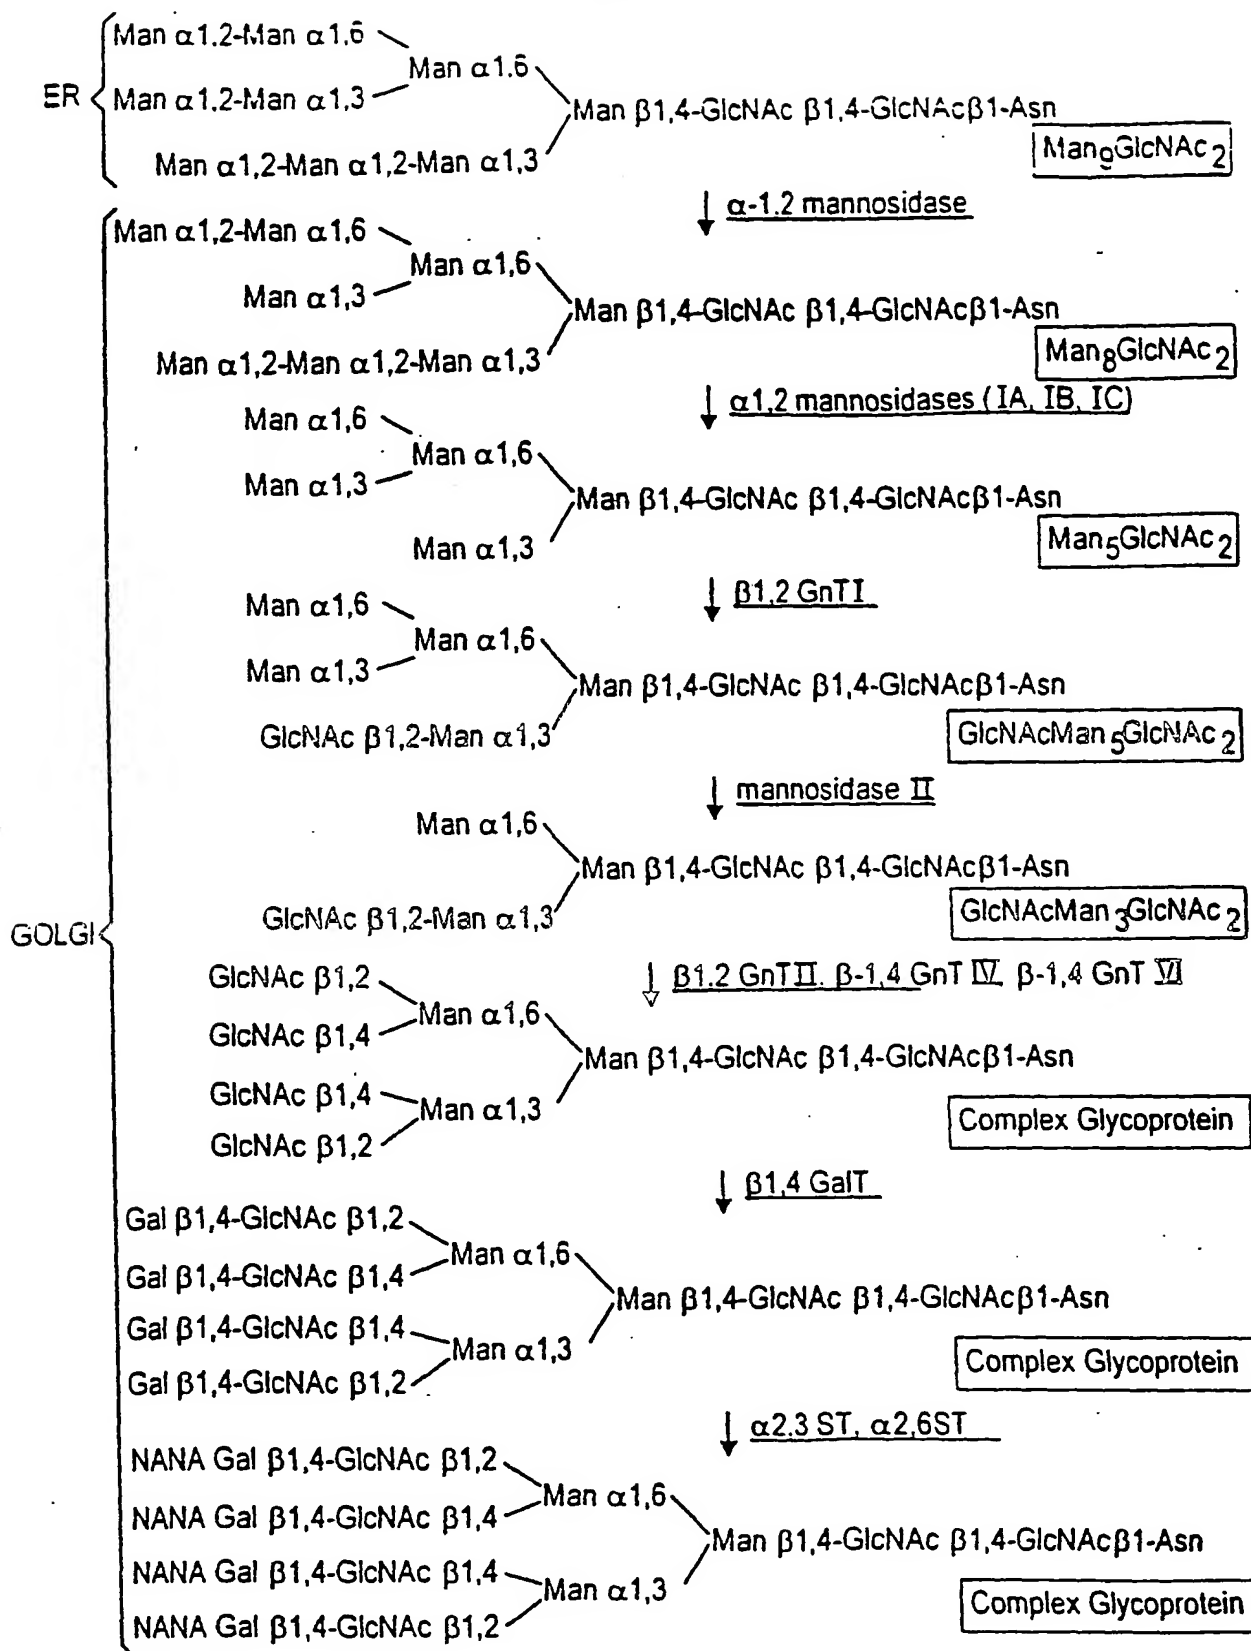 Man α1,2-Man α1,6
Man α1,6
ER
Man α1,2-Man α1,3
Man β1,4-GlcNAc β1,4-GlcNAcβ1-Asn
Man α1,2-Man α1,2-Man α1,3
Man9GlcNAc2
α-1,2 mannosidase
Man α1,2-Man α1,6
Man α1,6
Man α1,3
Man β1,4-GlcNAc β1,4-GlcNAcβ1-Asn
Man α1,2-Man α1,2-Man α1,3
Man8GlcNAc2
α1,2 mannosidases (IA, IB, IC)
Man α1,6
Man α1,6
Man α1,3
Man β1,4-GlcNAc β1,4-GlcNAcβ1-Asn
Man α1,3
Man5GlcNAc2
β1,2 GnTI
Man α1,6
Man α1,6
Man α1,3
Man β1,4-GlcNAc β1,4-GlcNAcβ1-Asn
GlcNAc β1,2-Man α1,3
GlcNAcMan5GlcNAc2
mannosidase II
Man α1,6
Man β1,4-GlcNAc β1,4-GlcNAcβ1-Asn
GlcNAc β1,2-Man α1,3
GlcNAcMan3GlcNAc2
GOLGI
β1,2 GnTII. β-1,4 GnT IV, β-1,4 GnT VI
GlcNAc β1,2
Man α1,6
GlcNAc β1,4
Man β1,4-GlcNAc β1,4-GlcNAcβ1-Asn
GlcNAc β1,4
Man α1,3
GlcNAc β1,2
Complex Glycoprotein
β1,4 GalT
Gal β1,4-GlcNAc β1,2
Man α1,6
Gal β1,4-GlcNAc β1,4
Man β1,4-GlcNAc β1,4-GlcNAcβ1-Asn
Gal β1,4-GlcNAc β1,4
Man α1,3
Gal β1,4-GlcNAc β1,2
Complex Glycoprotein
α2,3 ST, α2,6ST
NANA Gal β1,4-GlcNAc β1,2
Man α1,6
NANA Gal β1,4-GlcNAc β1,4
Man β1,4-GlcNAc β1,4-GlcNAcβ1-Asn
NANA Gal β1,4-GlcNAc β1,4
Man α1,3
NANA Gal β1,4-GlcNAc β1,2
Complex Glycoprotein